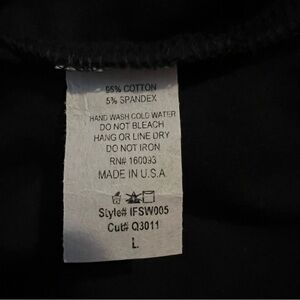 95% COTTON
5% SPANDEX
HAND WASH COLD WATER
DO NOT BLEACH
HANG OR LINE DRY
DO NOT IRON
RN# 160093
MADE IN U.S.A
Style# IFSW005
Cut# Q3011
L